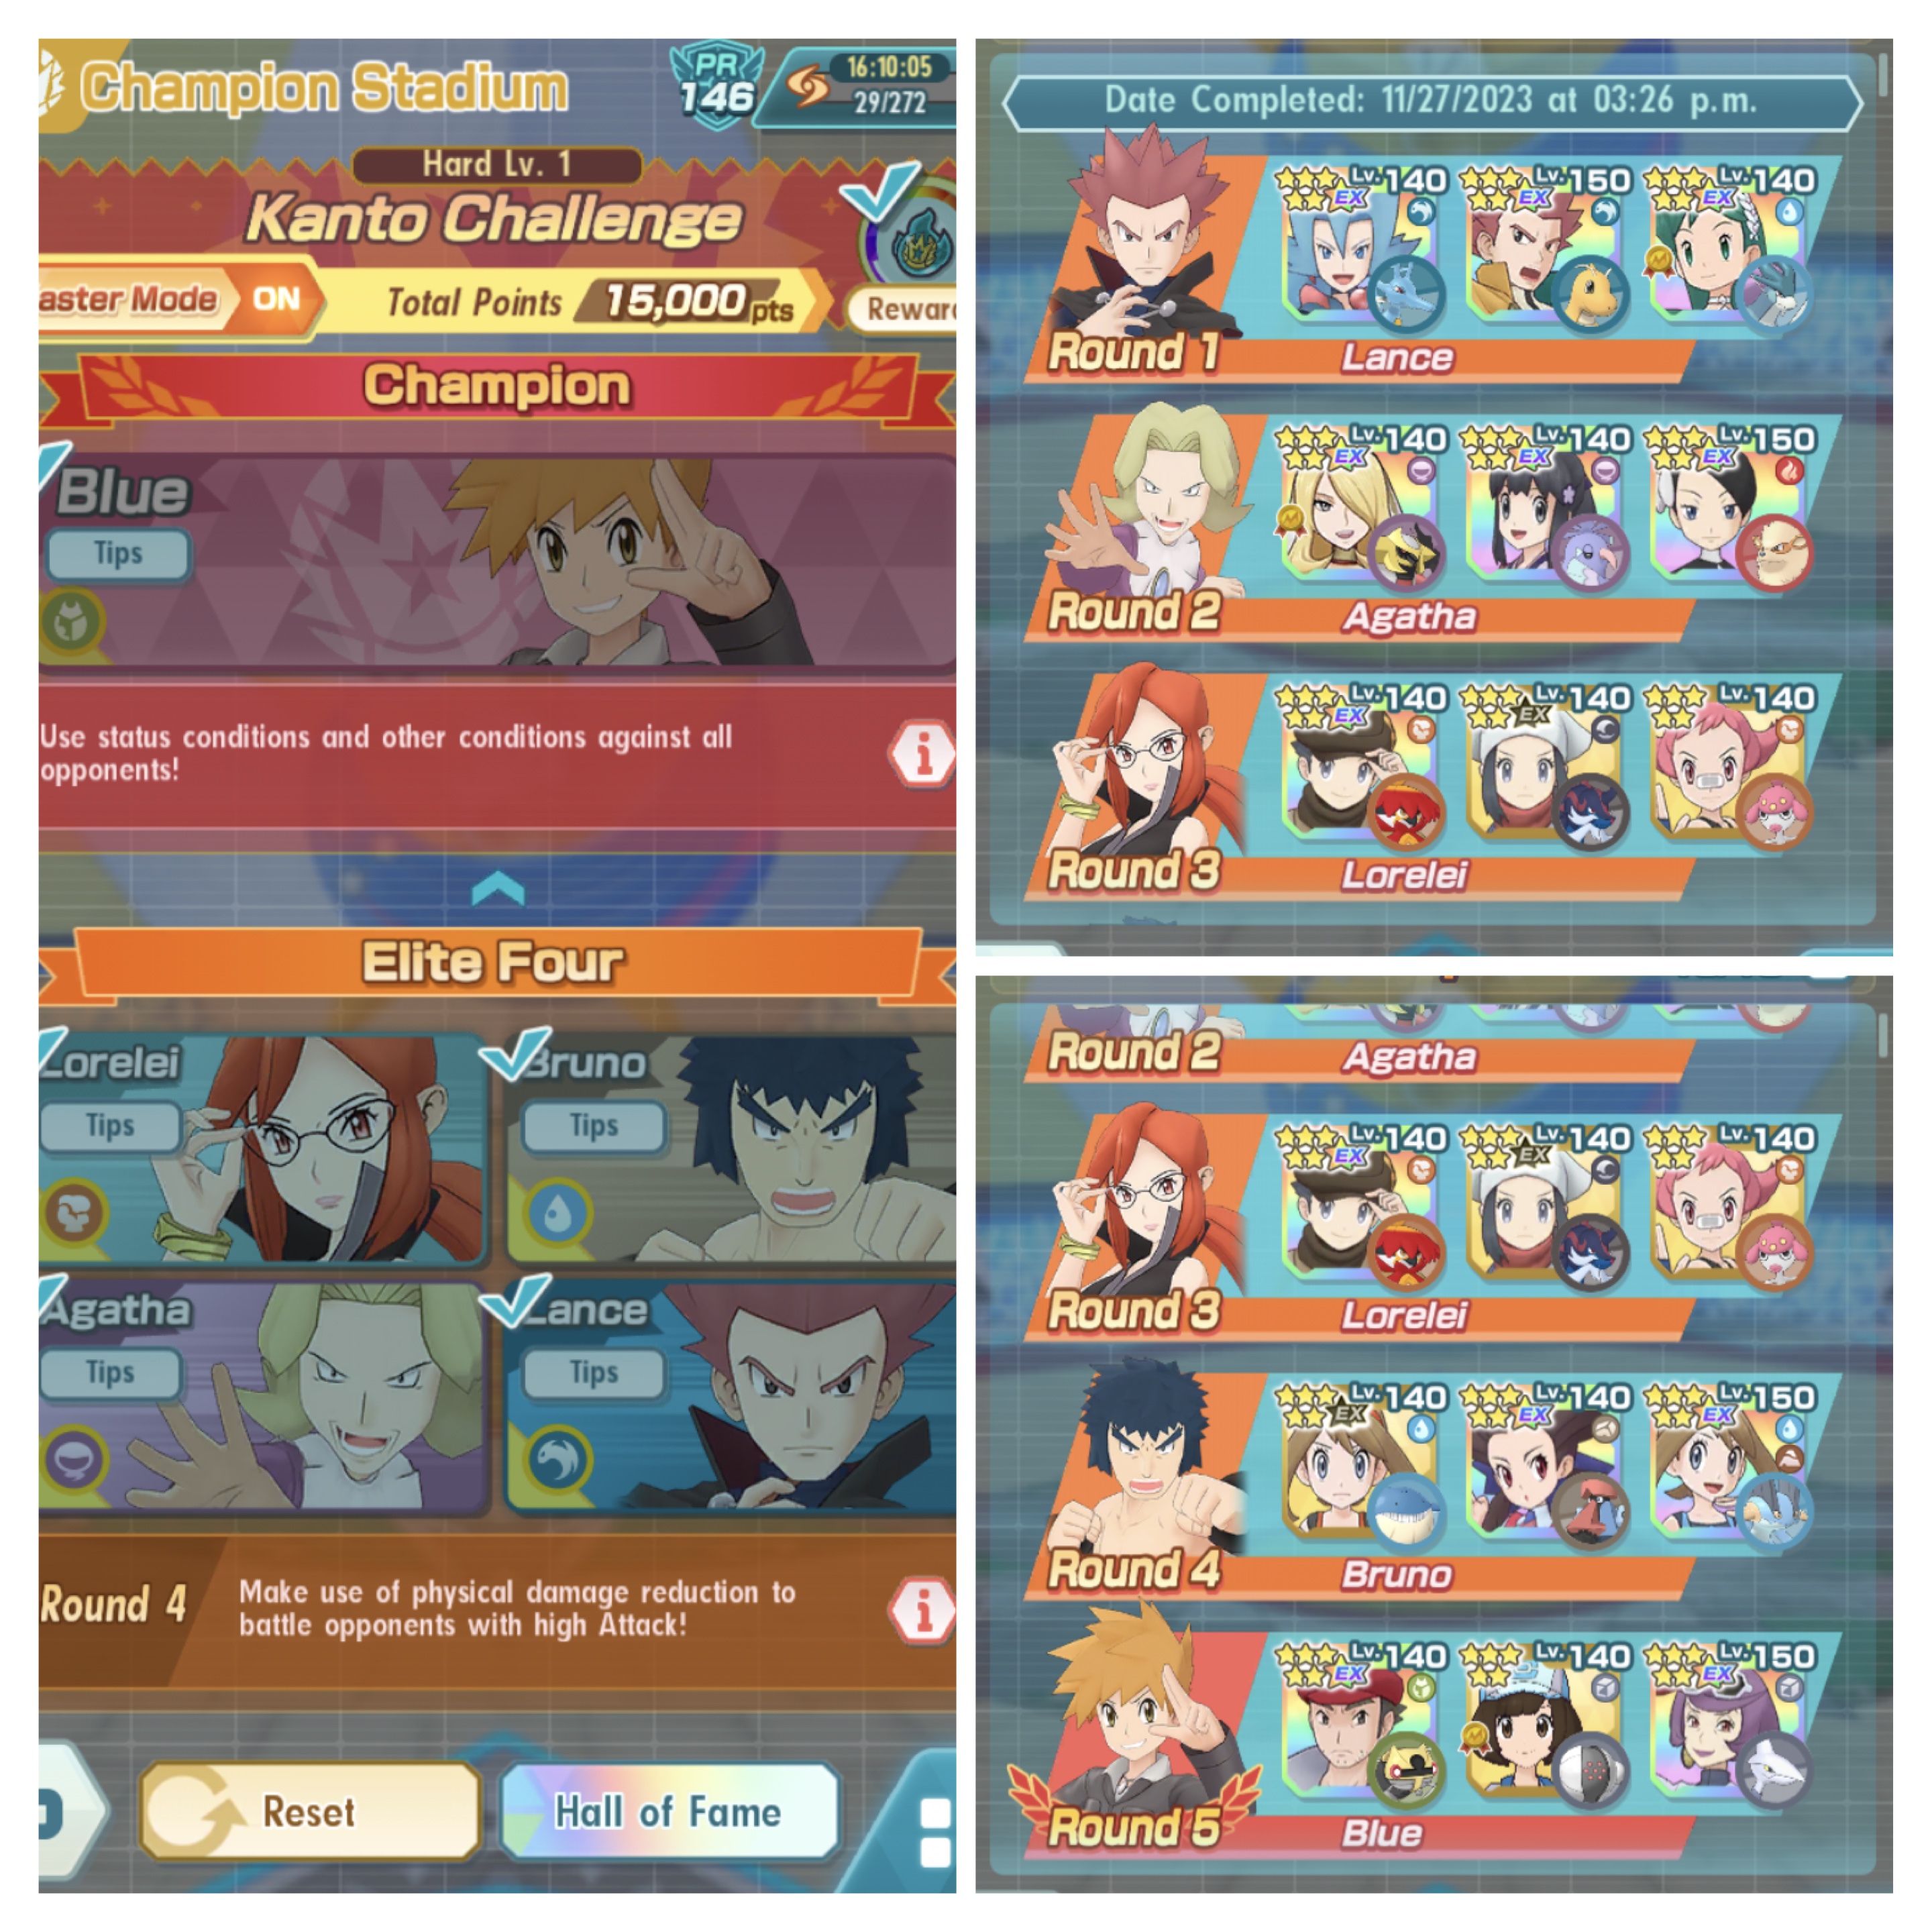 Champion Stadium
PR
146
16:10:05
29/272
Hard Lv. 1
Kanto Challenge
aster Mode ON
Total Points 15,000 pts
Rewar
Champion
Blue
Tips
Use status conditions and other conditions against all
opponents!
Elite Four
Lorelei
Tips
Bruno
Tips
Agatha
Tips
Lance
Tips
Round 4
Make use of physical damage reduction to
battle opponents with high Attack!
Reset
Hall of Fame
Date Completed: 11/27/2023 at 03:26 p.m.
Lv. 140 EX
Lv. 150 EX
Lv. 140 EX
Round 1 Lance
Lv. 140 EX
Lv. 140 EX
Lv. 150 EX
Round 2 Agatha
Lv. 140 EX
Lv. 140 EX
Lv. 140
Round 3 Lorelei
Round 2 Agatha
Lv. 140 EX
Lv. 140 EX
Lv. 140
Round 3 Lorelei
Lv. 140 EX
Lv. 140 EX
Lv. 150 EX
Round 4 Bruno
Lv. 140 EX
Lv. 140
Lv. 150 EX
Round 5 Blue